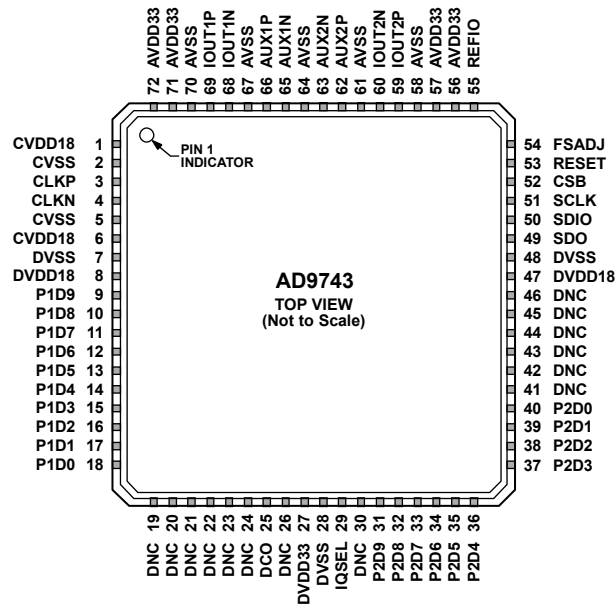 72 AVDD33
71 AVDD33
70 AVSS
69 IOUT1P
68 IOUT1N
67 AVSS
66 AUX1P
65 AUX1N
64 AVSS
63 AUX2N
62 AUX2P
61 AVSS
60 IOUT2N
59 IOUT2P
58 AVSS
57 AVDD33
56 AVDD33
55 REFIO
CVDD18 1
CVSS 2
CLKP 3
CLKN 4
CVSS 5
CVDD18 6
DVSS 7
DVDD18 8
P1D9 9
P1D8 10
P1D7 11
P1D6 12
P1D5 13
P1D4 14
P1D3 15
P1D2 16
P1D1 17
P1D0 18
PIN 1
INDICATOR
AD9743
TOP VIEW
(Not to Scale)
54 FSADJ
53 RESET
52 CSB
51 SCLK
50 SDIO
49 SDO
48 DVSS
47 DVDD18
46 DNC
45 DNC
44 DNC
43 DNC
42 DNC
41 DNC
40 P2D0
39 P2D1
38 P2D2
37 P2D3
DNC 19
DNC 20
DNC 21
DNC 22
DNC 23
DNC 24
DCO 25
DNC 26
DVDD33 27
DVSS 28
IQSEL 29
DNC 30
P2D9 31
P2D8 32
P2D7 33
P2D6 34
P2D5 35
P2D4 36